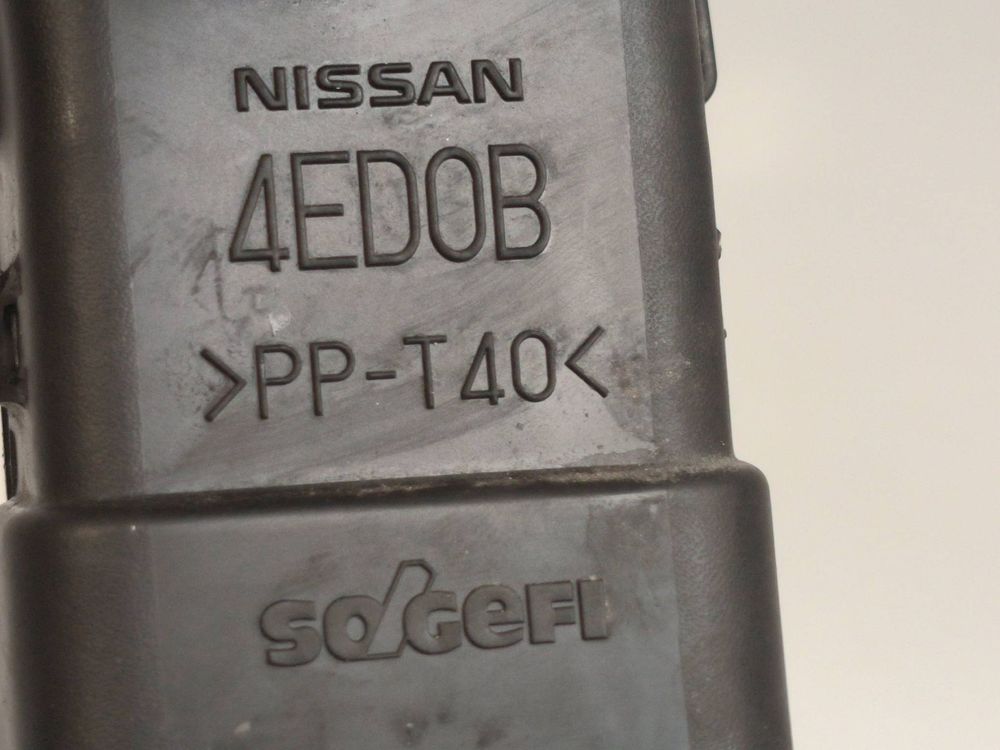 NISSAN
4ED0B
>PP-T40<
SOGEFI